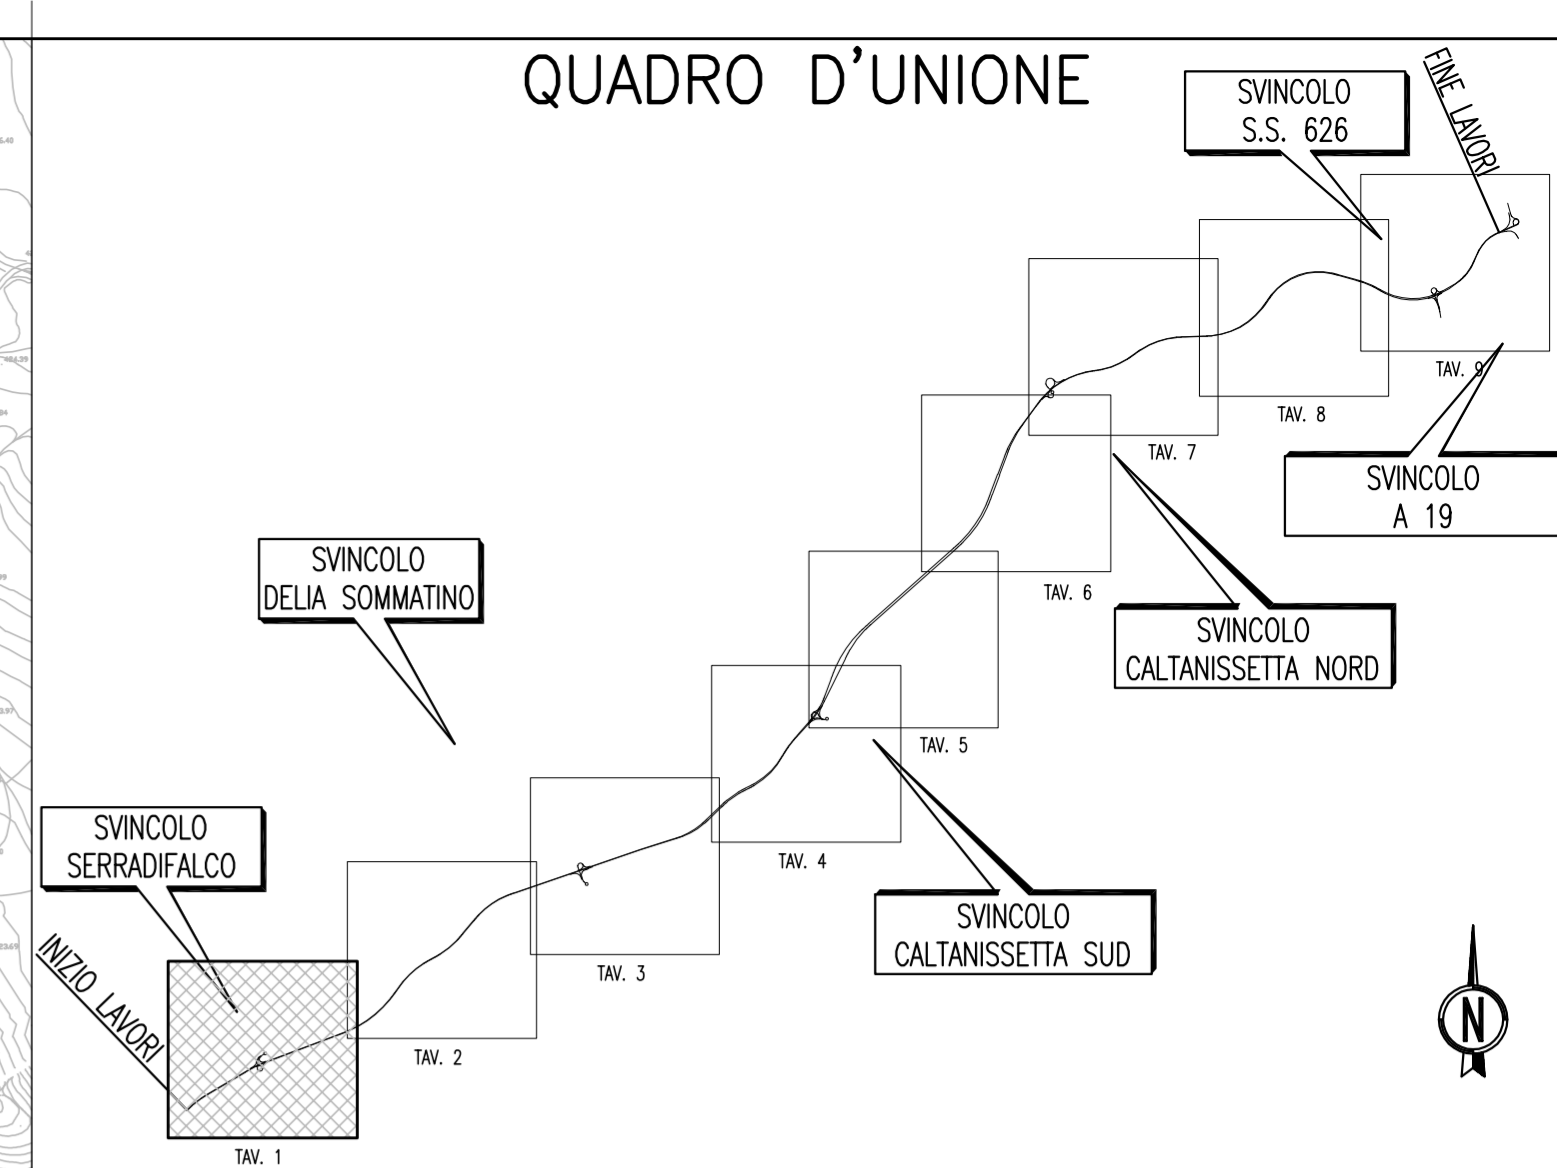 QUADRO D'UNIONE
SVINCOLO
S.S. 626
FINE LAVORI
TAV. 9
TAV. 8
TAV. 7
SVINCOLO
A 19
SVINCOLO
DELIA SOMMATINO
TAV. 6
SVINCOLO
CALTANISSETTA NORD
TAV. 5
SVINCOLO
SERRADIFALCO
TAV. 4
SVINCOLO
CALTANISSETTA SUD
TAV. 3
INIZIO LAVORI
N
TAV. 2
TAV. 1